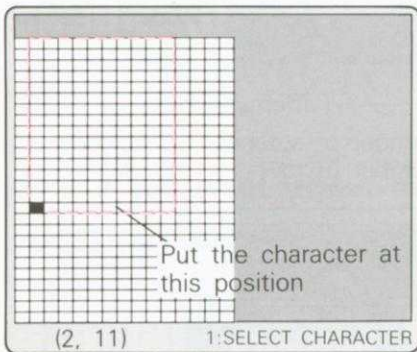 Put the character at
this position
(2, 11) 1:SELECT CHARACTER